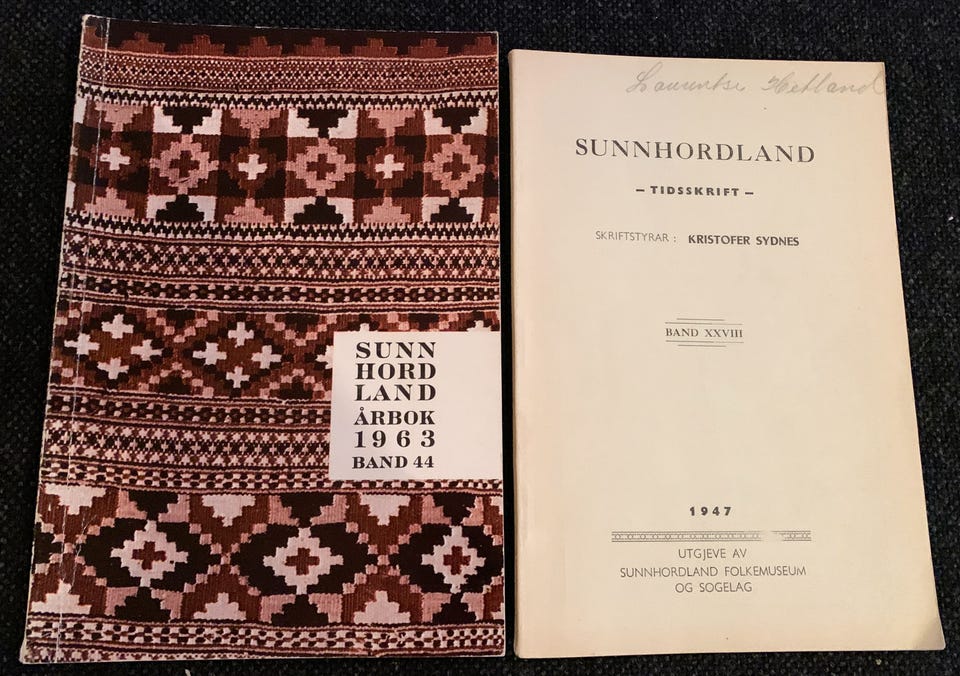 SUNN
HORD
LAND
ÅRBOK
1963
BAND 44
Hetland
SUNNHORDLAND
– TIDSSKRIFT –
SKRIFTSTYRAR : KRISTOFER SYDNES
BAND XXVIII
1947
UTGJEVE AV
SUNNHORDLAND FOLKEMUSEUM
OG SOGELAG